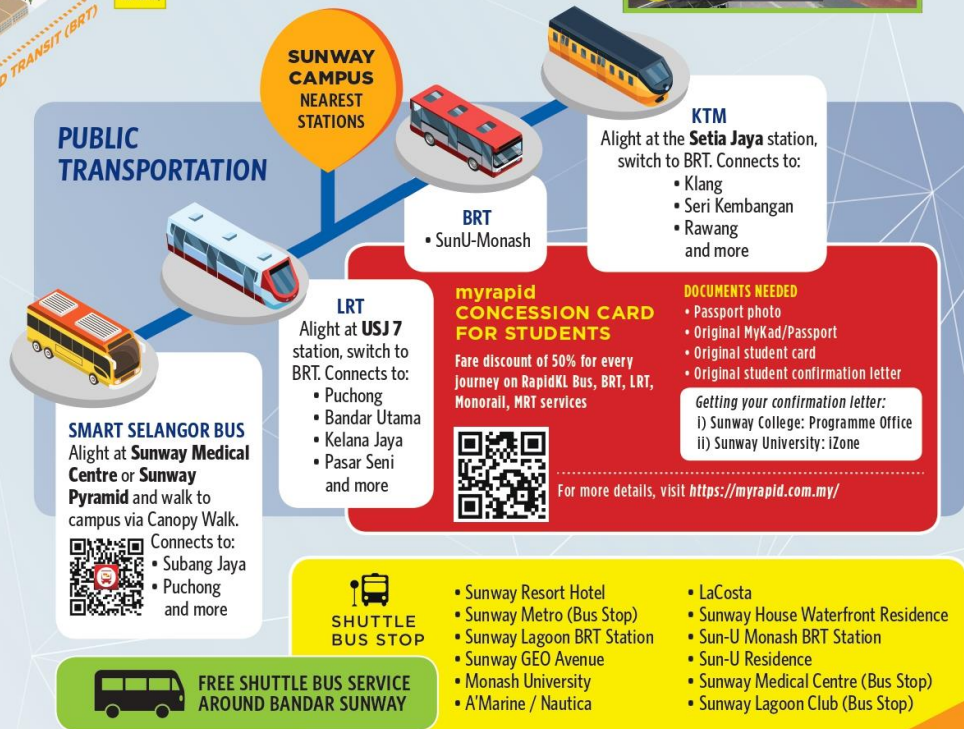 D TRANSIT (BRT)
SUNWAY
CAMPUS
NEAREST
STATIONS
PUBLIC
TRANSPORTATION
KTM
Alight at the Setia Jaya station,
switch to BRT. Connects to:
• Klang
• Seri Kembangan
• Rawang
and more
BRT
• SunU-Monash
LRT
Alight at USJ 7
station, switch to
BRT. Connects to:
• Puchong
• Bandar Utama
• Kelana Jaya
• Pasar Seni
and more
SMART SELANGOR BUS
Alight at Sunway Medical
Centre or Sunway
Pyramid and walk to
campus via Canopy Walk.
Connects to:
• Subang Jaya
• Puchong
and more
myrapid
CONCESSION CARD
FOR STUDENTS
Fare discount of 50% for every
journey on RapidKL Bus, BRT, LRT,
Monorail, MRT services
DOCUMENTS NEEDED
• Passport photo
• Original MyKad/Passport
• Original student card
• Original student confirmation letter
Getting your confirmation letter:
i) Sunway College: Programme Office
ii) Sunway University: iZone
For more details, visit https://myrapid.com.my/
SHUTTLE
BUS STOP
• Sunway Resort Hotel
• Sunway Metro (Bus Stop)
• Sunway Lagoon BRT Station
• Sunway GEO Avenue
• Monash University
• A'Marine / Nautica
• LaCosta
• Sunway House Waterfront Residence
• Sun-U Monash BRT Station
• Sun-U Residence
• Sunway Medical Centre (Bus Stop)
• Sunway Lagoon Club (Bus Stop)
FREE SHUTTLE BUS SERVICE
AROUND BANDAR SUNWAY